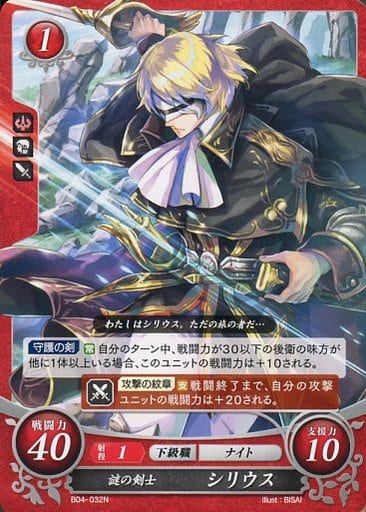 1
わたしはシリウス。ただの旅の者だ…
守護の剣 常 自分のターン中、戦闘力が30以下の後衛の味方が
他に1体以上いる場合、このユニットの戦闘力は＋10される。
攻撃の紋章 支 戦闘終了まで、自分の攻撃
ユニットの戦闘力は＋20される。
戦闘力 40
射程 1 下級職 ナイト
支援力 10
謎の剣士 シリウス
B04-032N Illust：BISAI